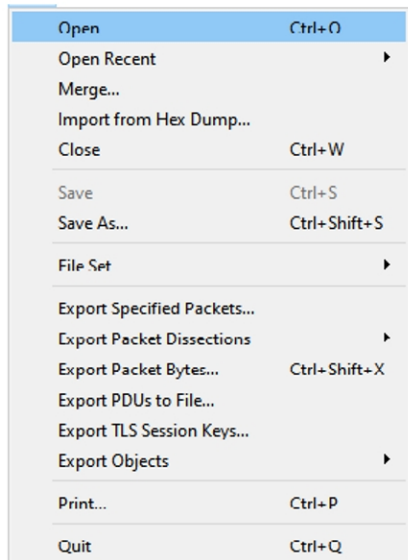 Open Ctrl+O
Open Recent
Merge...
Import from Hex Dump...
Close Ctrl+W
Save Ctrl+S
Save As... Ctrl+Shift+S
File Set
Export Specified Packets...
Export Packet Dissections
Export Packet Bytes... Ctrl+Shift+X
Export PDUs to File...
Export TLS Session Keys...
Export Objects
Print... Ctrl+P
Quit Ctrl+Q